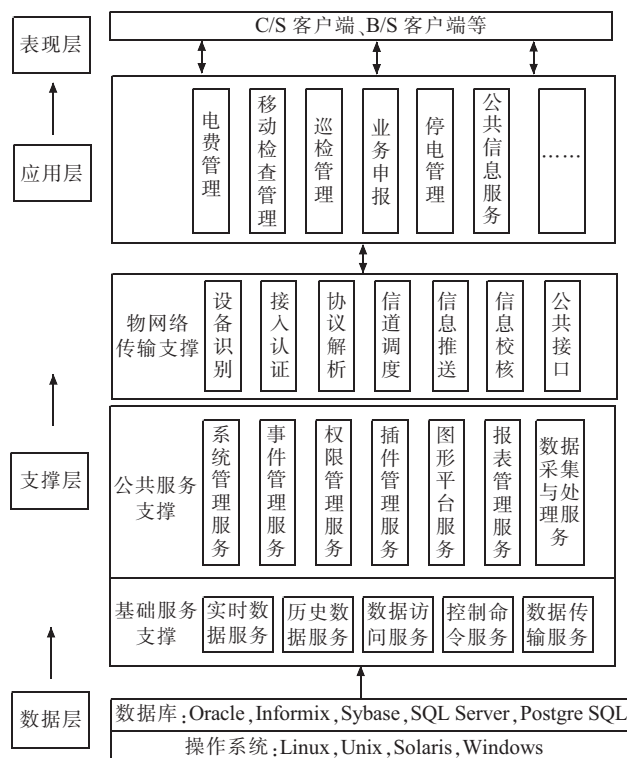 C/S 客户端、B/S 客户端等
表现层
应用层
电费管理
移动检查管理
巡检管理
业务申报
停电管理
公共信息服务
……
物网络
传输支撑
设备识别
接入认证
协议解析
信道调度
信息推送
信息校核
公共接口
支撑层
公共服务
支撑
系统管理服务
事件管理服务
权限管理服务
插件管理服务
图形平台服务
报表管理服务
数据
采集
与处
理服
务
基础服务
支撑
实时数
据服务
历史数
据服务
数据访
问服务
控制命
令服务
数据传
输服务
数据层
数据库:Oracle,Informix,Sybase,SQL Server,Postgre SQL
操作系统:Linux,Unix,Solaris,Windows